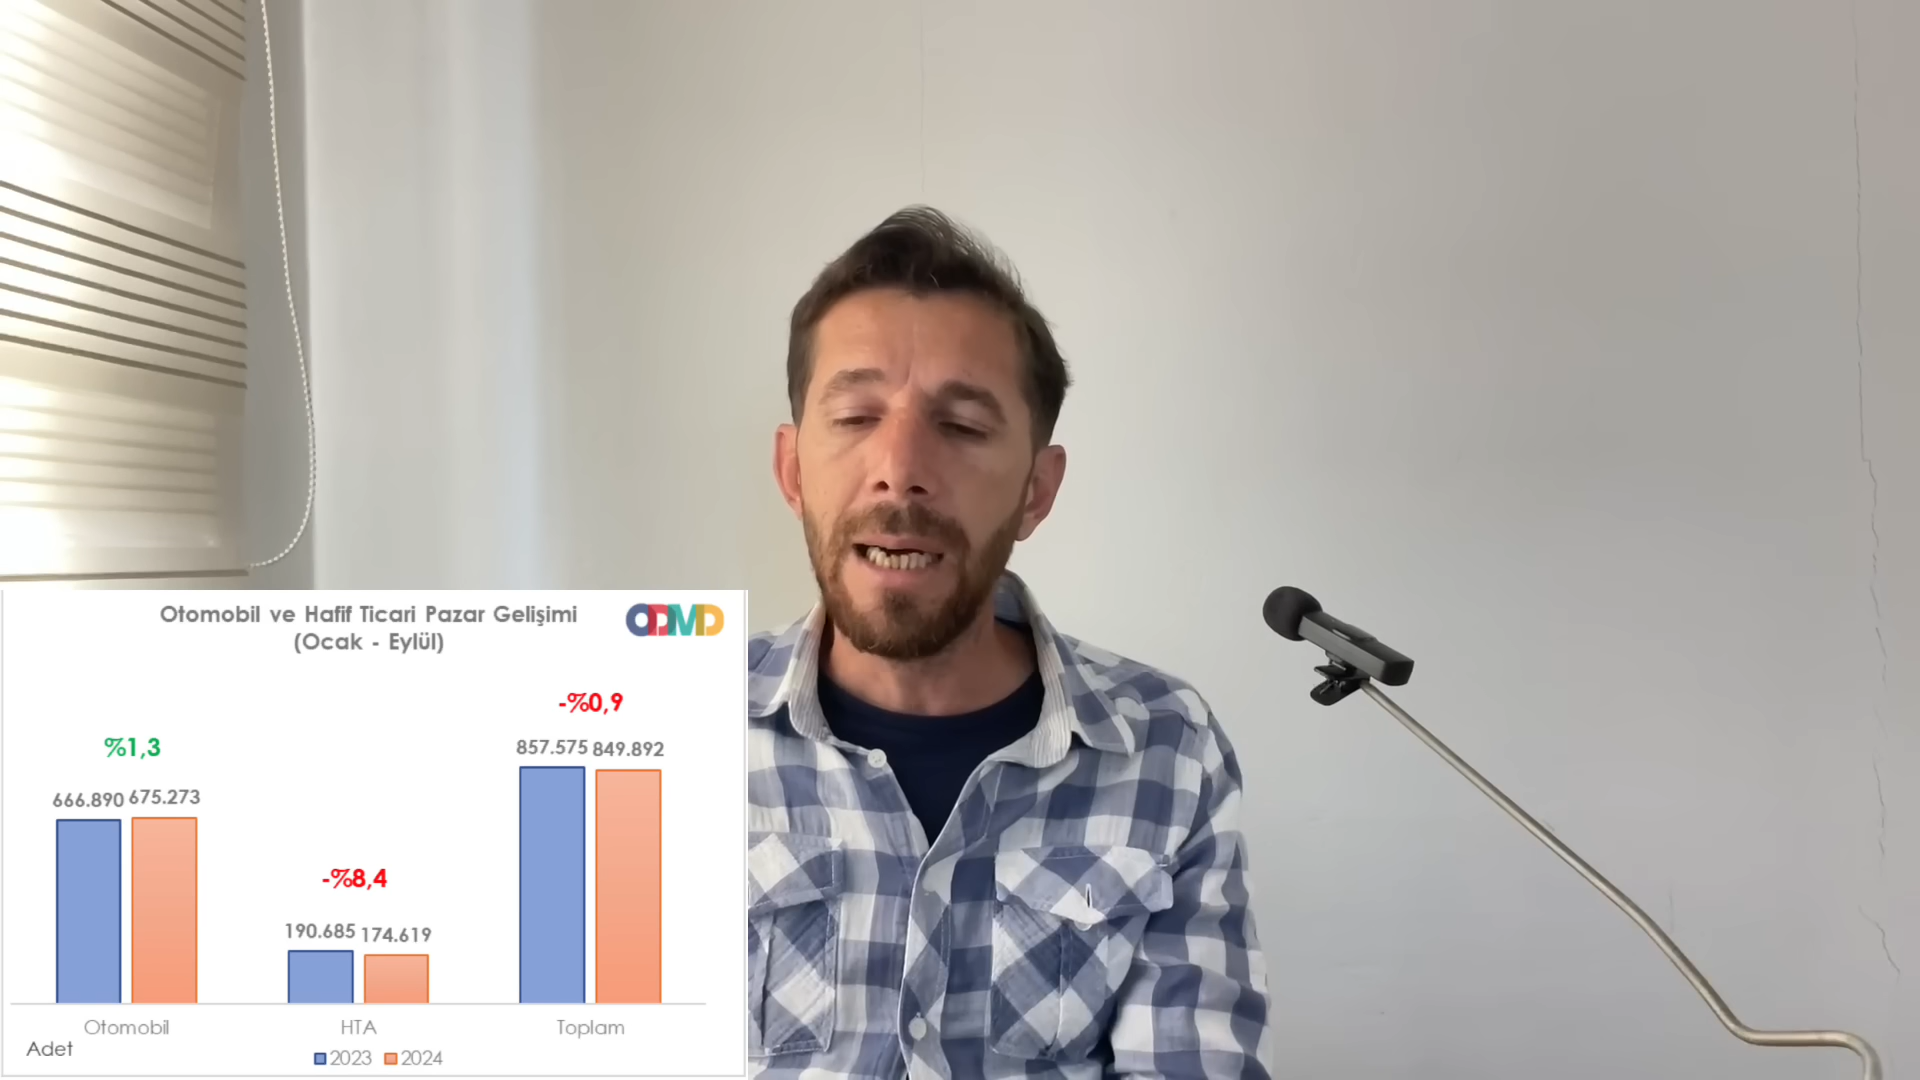 Otomobil ve Hafif Ticari Pazar Gelişimi
(Ocak - Eylül)
ODMD
-%0,9
%1,3
857.575 849.892
666.890 675.273
-%8,4
190.685 174.619
Otomobil HTA Toplam
Adet
2023 2024